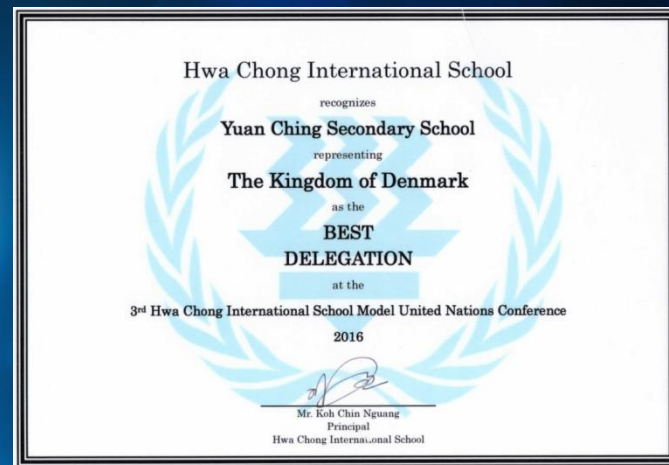 Hwa Chong International School
recognizes
Yuan Ching Secondary School
representing
The Kingdom of Denmark
as the
BEST
DELEGATION
at the
3rd Hwa Chong International School Model United Nations Conference
2016
Mr. Koh Chin Nguang
Principal
Hwa Chong International School